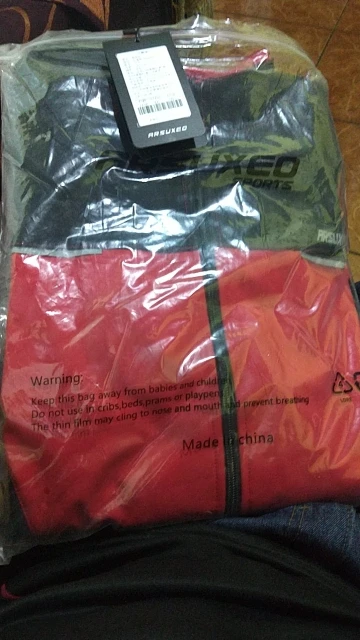 ARSUXEO
ARSUXEO
SPORTS
Warning:
Keep this bag away from babies and children
Do not use in cribs,beds,prams or playpens
The thin film may cling to nose and mouth and prevent breathing
Made in china